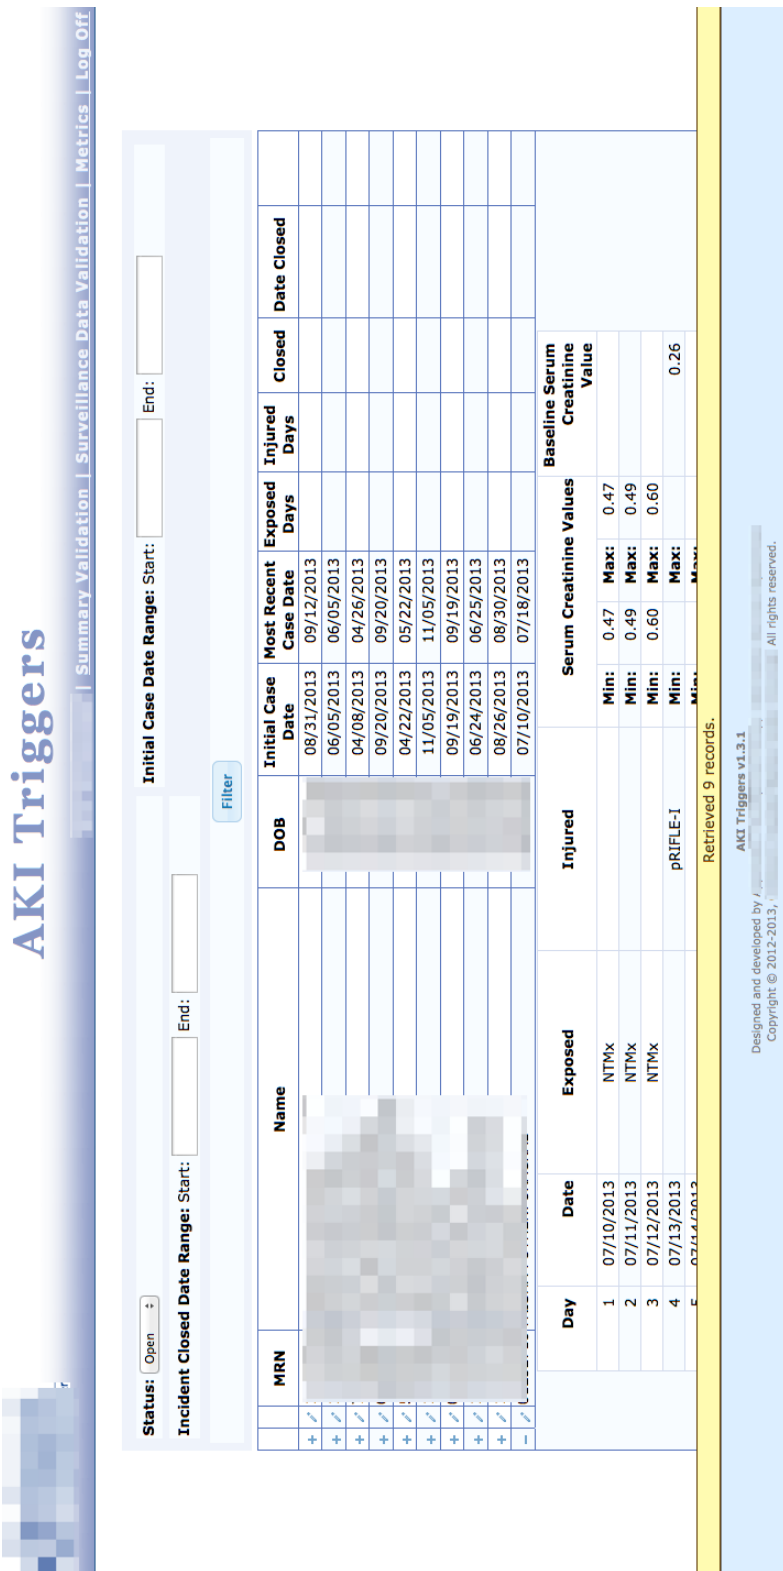 AKI Triggers
| Summary Validation | Surveillance Data Validation | Metrics | Log Off
Status: Open
Initial Case Date Range: Start: End:
Incident Closed Date Range: Start: End:
Filter
MRN Name DOB Initial Case Date Most Recent Case Date Exposed Days Injured Days Closed Date Closed
+ 08/31/2013 09/12/2013
+ 06/05/2013 06/05/2013
+ 04/08/2013 04/26/2013
+ 09/20/2013 09/20/2013
+ 04/22/2013 05/22/2013
+ 11/05/2013 11/05/2013
+ 09/19/2013 09/19/2013
+ 06/24/2013 06/25/2013
+ 08/26/2013 08/30/2013
− 07/10/2013 07/18/2013
Day Date Exposed Injured Serum Creatinine Values Baseline Serum Creatinine Value
1 07/10/2013 NTMx Min: 0.47 Max: 0.47
2 07/11/2013 NTMx Min: 0.49 Max: 0.49
3 07/12/2013 NTMx Min: 0.60 Max: 0.60
4 07/13/2013 pRIFLE-I Min: Max: 0.26
5 07/14/2013 Min: Max:
Retrieved 9 records.
AKI Triggers v1.3.1
Designed and developed by
Copyright © 2012-2013, All rights reserved.